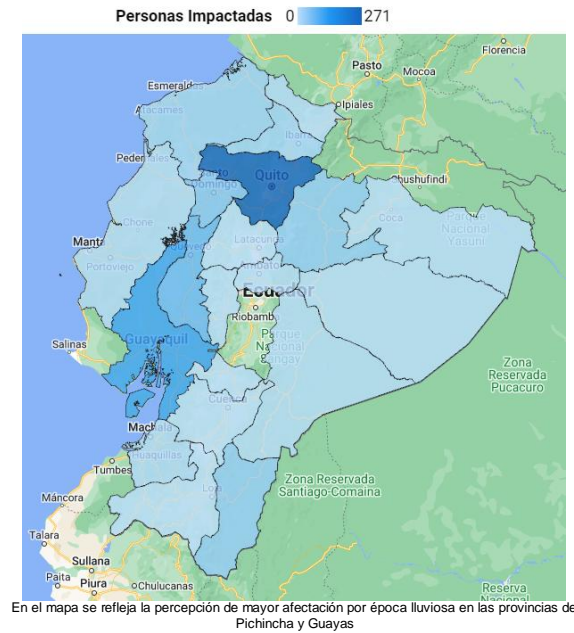 Personas Impactadas 0 271
Florencia
Pasto
Mocoa
Esmeraldas
Ipiales
Atacames
Ibarra
Pedernales
Quito
Santo
Domingo
Shushufindi
Coca
Parque
Nacional
Yasuní
Chone
Manta
Portoviejo
Quevedo
Latacunga
Ambato
Ecuador
Riobamba
Guayaquil
Parque
Nacional
Sangay
Salinas
Zona
Reservada
Pucacuro
Cuenca
Machala
Huaquillas
Tumbes
Loja
Zona Reservada
Santiago-Comaina
Máncora
Talara
Sullana
Paita
Piura
Chulucanas
Reserva
Nacional
En el mapa se refleja la percepción de mayor afectación por época lluviosa en las provincias de
Pichincha y Guayas